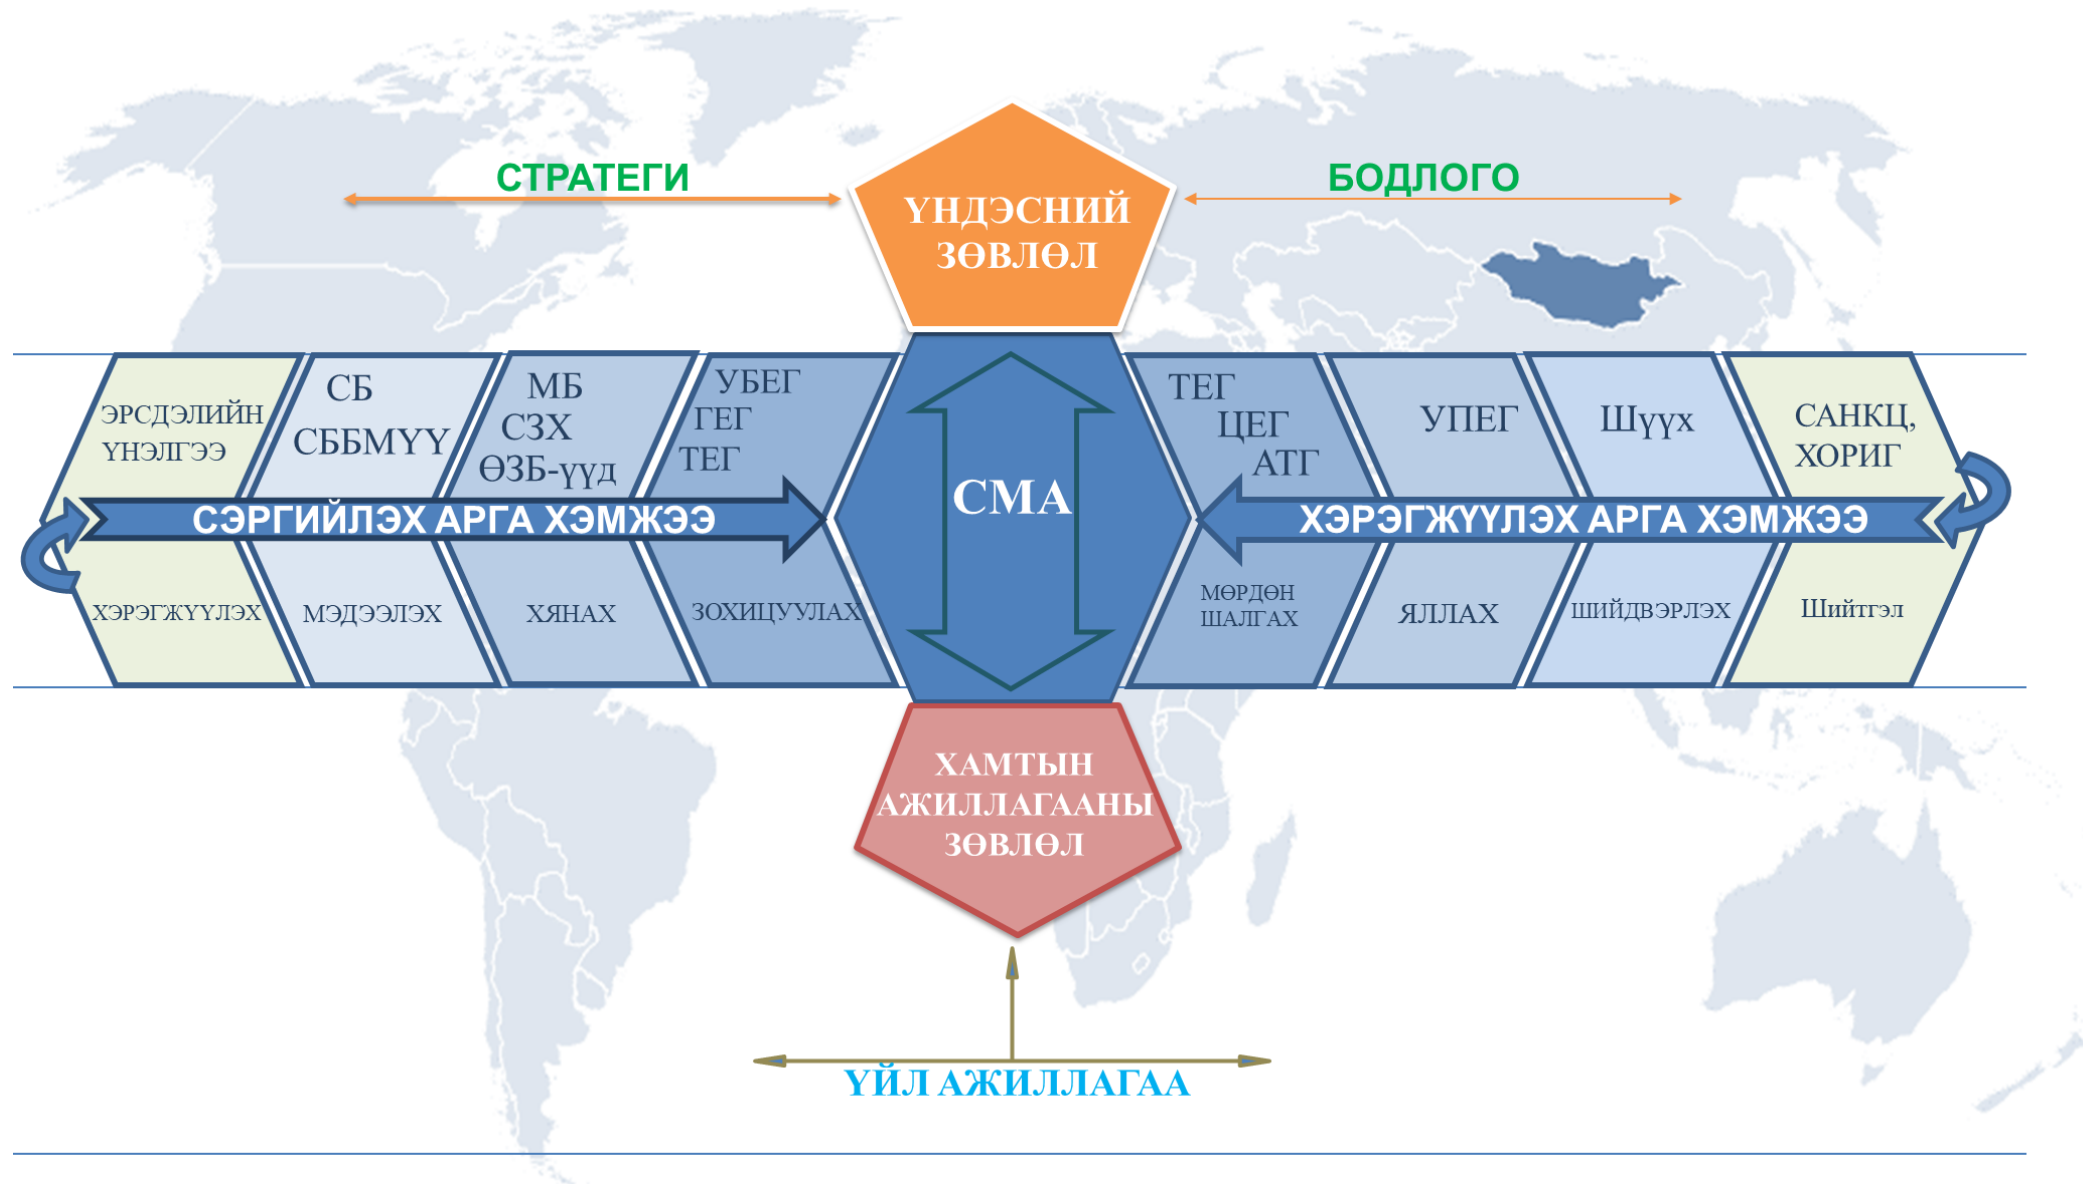 СТРАТЕГИ
БОДЛОГО
ҮНДЭСНИЙ
ЗӨВЛӨЛ
ЭРСДЭЛИЙН
ҮНЭЛГЭЭ
СБ
СББМҮҮ
МБ
СЗХ
ӨЗБ-үүд
УБЕГ
ГЕГ
ТЕГ
СМА
ТЕГ
ЦЕГ
АТГ
УПЕГ
Шүүх
САНКЦ,
ХОРИГ
СЭРГИЙЛЭХ АРГА ХЭМЖЭЭ
ХЭРЭГЖҮҮЛЭХ АРГА ХЭМЖЭЭ
ХЭРЭГЖҮҮЛЭХ
МЭДЭЭЛЭХ
ХЯНАХ
ЗОХИЦУУЛАХ
МӨРДӨН
ШАЛГАХ
ЯЛЛАХ
ШИЙДВЭРЛЭХ
Шийтгэл
ХАМТЫН
АЖИЛЛАГААНЫ
ЗӨВЛӨЛ
ҮЙЛ АЖИЛЛАГАА